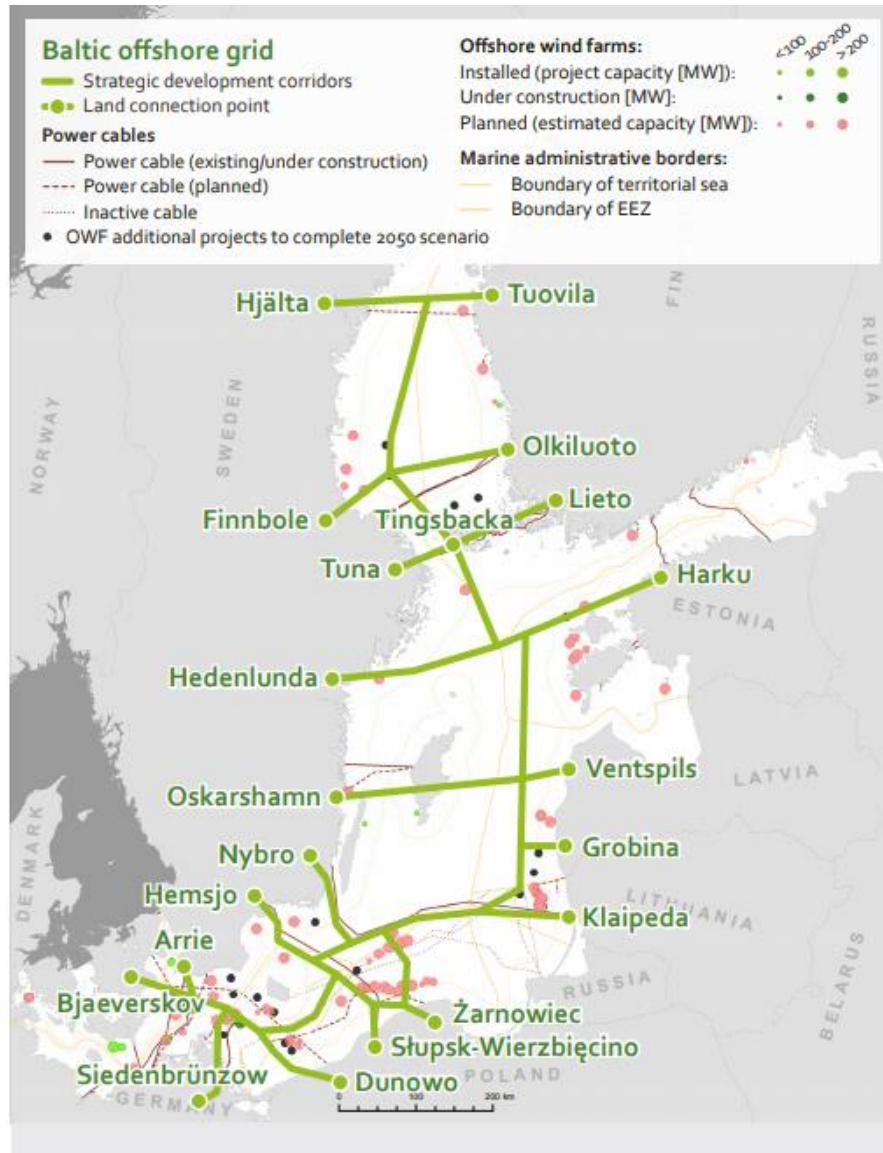 Baltic offshore grid
Strategic development corridors
Land connection point
Power cables
Power cable (existing/under construction)
Power cable (planned)
Inactive cable
OWF additional projects to complete 2050 scenario
Offshore wind farms:
<100
100-200
>200
Installed (project capacity [MW]):
Under construction [MW]:
Planned (estimated capacity [MW]):
Marine administrative borders:
Boundary of territorial sea
Boundary of EEZ
Hjälta
Tuovila
FIN
RUSSIA
NORWAY
SWEDEN
Olkiluoto
Finnbole
Tingsbacka
Lieto
Tuna
Harku
ESTONIA
Hedenlunda
Oskarshamn
Ventspils
LATVIA
DENMARK
Nybro
Grobina
Hemsjo
Klaipeda
LITHUANIA
Arrie
Bjaeverskov
RUSSIA
BELARUS
Żarnowiec
Słupsk-Wierzbięcino
Siedenbrünzow
Dunowo
POLAND
GERMANY
0
100
200 km